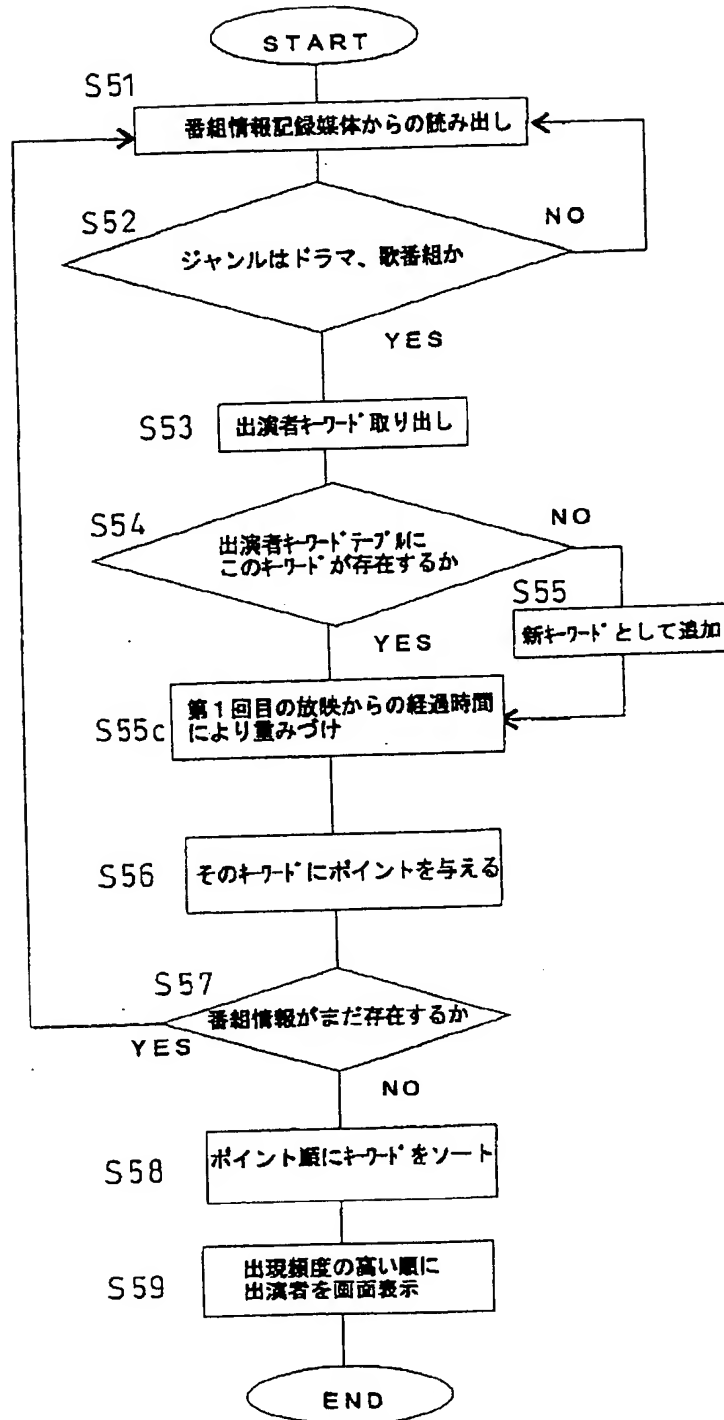 START
S51
番組情報記録媒体からの読み出し
S52
NO
ジャンルはドラマ、歌番組か
YES
S53
出演者キーワード取り出し
S54
NO
出演者キーワードテーブルに
このキーワードが存在するか
S55
新キーワードとして追加
YES
S55c
第1回目の放映からの経過時間
により重みづけ
S56
そのキーワードにポイントを与える
S57
番組情報がまだ存在するか
YES
NO
S58
ポイント順にキーワードをソート
S59
出現頻度の高い順に
出演者を画面表示
END